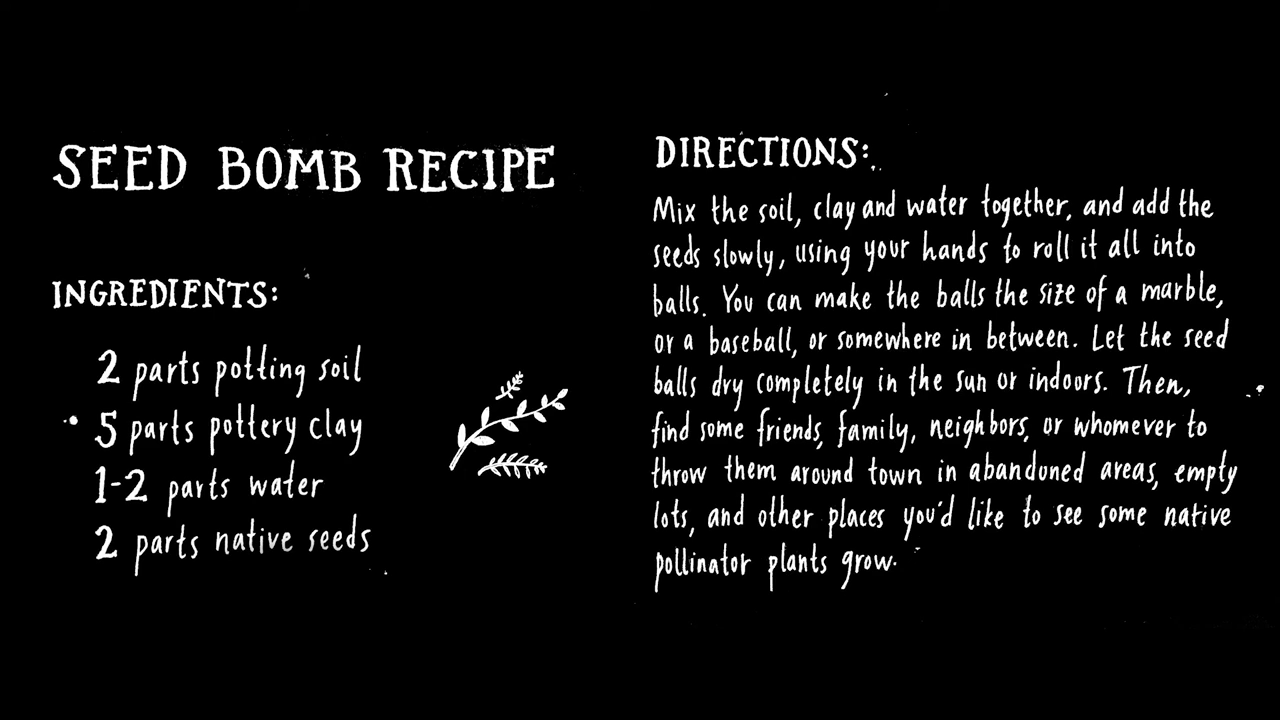 SEED BOMB RECIPE
INGREDIENTS:
2 parts potting soil
5 parts pottery clay
1-2 parts water
2 parts native seeds
DIRECTIONS:
Mix the soil, clay and water together, and add the
seeds slowly, using your hands to roll it all into
balls. You can make the balls the size of a marble,
or a baseball, or somewhere in between. Let the seed
balls dry completely in the sun or indoors. Then,
find some friends, family, neighbors, or whomever to
throw them around town in abandoned areas, empty
lots, and other places you'd like to see some native
pollinator plants grow.